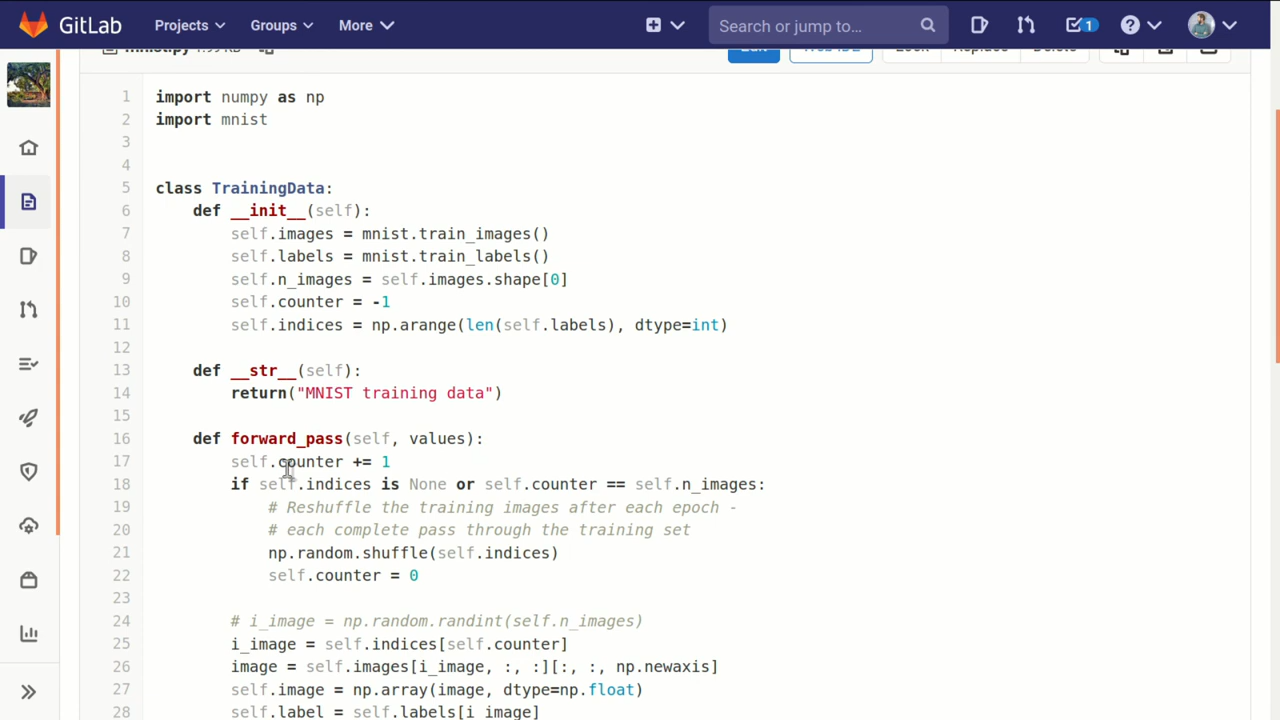 GitLab Projects Groups More Search or jump to... 1
1 import numpy as np
2 import mnist
3
4
5 class TrainingData:
6 def __init__(self):
7 self.images = mnist.train_images()
8 self.labels = mnist.train_labels()
9 self.n_images = self.images.shape[0]
10 self.counter = -1
11 self.indices = np.arange(len(self.labels), dtype=int)
12
13 def __str__(self):
14 return("MNIST training data")
15
16 def forward_pass(self, values):
17 self.counter += 1
18 if self.indices is None or self.counter == self.n_images:
19 # Reshuffle the training images after each epoch -
20 # each complete pass through the training set
21 np.random.shuffle(self.indices)
22 self.counter = 0
23
24 # i_image = np.random.randint(self.n_images)
25 i_image = self.indices[self.counter]
26 image = self.images[i_image, :, :][:, :, np.newaxis]
27 self.image = np.array(image, dtype=np.float)
28 self.label = self.labels[i_image]